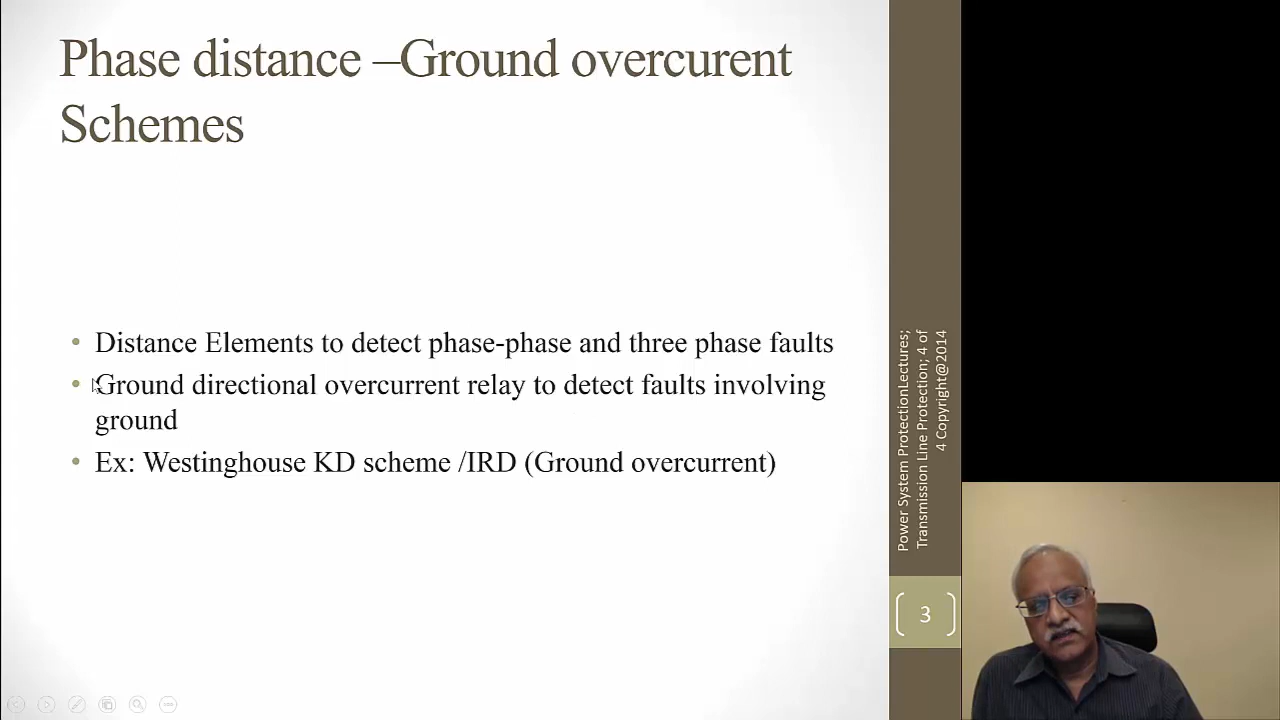 Phase distance –Ground overcurent
Schemes
• Distance Elements to detect phase-phase and three phase faults
• Ground directional overcurrent relay to detect faults involving
ground
• Ex: Westinghouse KD scheme /IRD (Ground overcurrent)
Power System ProtectionLectures;
Transmission Line Protection; 4 of
4 Copyright@2014
3